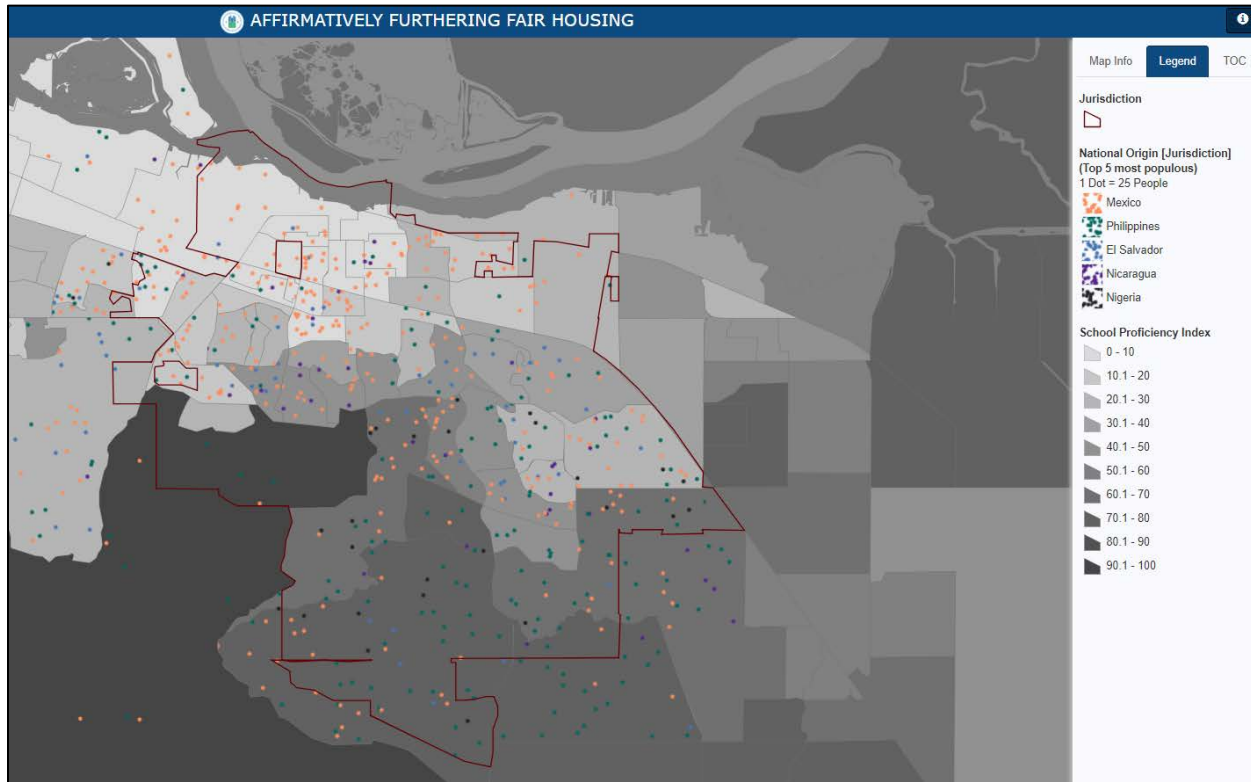 AFFIRMATIVELY FURTHERING FAIR HOUSING
Map Info Legend TOC
Jurisdiction
National Origin [Jurisdiction]
(Top 5 most populous)
1 Dot = 25 People
Mexico
Philippines
El Salvador
Nicaragua
Nigeria
School Proficiency Index
0 - 10
10.1 - 20
20.1 - 30
30.1 - 40
40.1 - 50
50.1 - 60
60.1 - 70
70.1 - 80
80.1 - 90
90.1 - 100